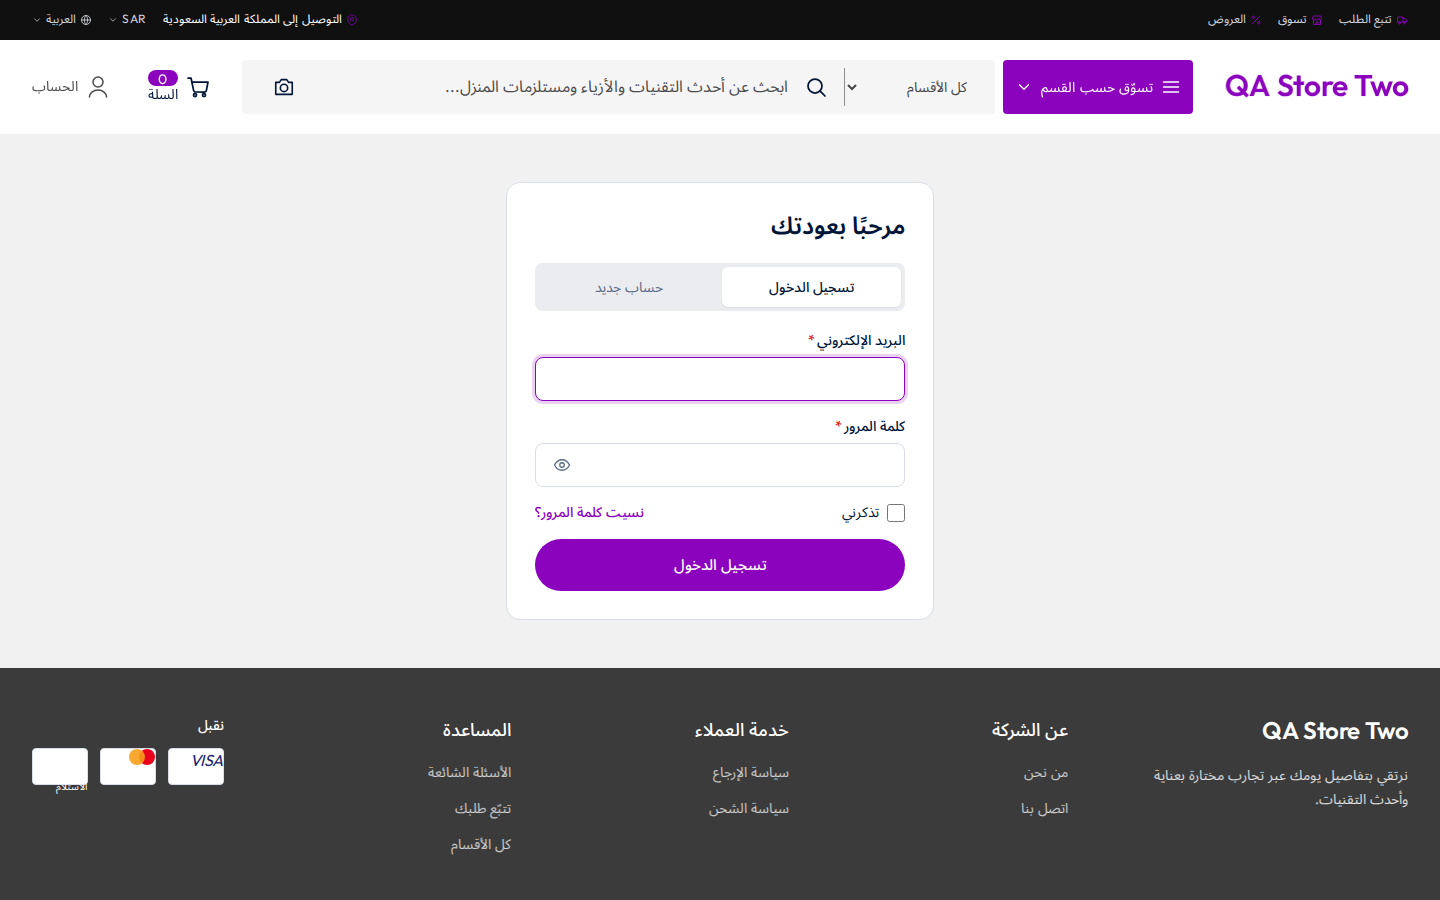 تتبع الطلب
تسوق
العروض
التوصيل إلى المملكة العربية السعودية
SAR
العربية
QA Store Two
تسوّق حسب القسم
كل الأقسام
ابحث عن أحدث التقنيات والأزياء ومستلزمات المنزل...
0
السلة
الحساب
مرحبًا بعودتك
تسجيل الدخول
حساب جديد
البريد الإلكتروني *
كلمة المرور *
تذكرني
نسيت كلمة المرور؟
تسجيل الدخول
QA Store Two
نرتقي بتفاصيل يومك عبر تجارب مختارة بعناية
وأحدث التقنيات.
عن الشركة
من نحن
اتصل بنا
خدمة العملاء
سياسة الإرجاع
سياسة الشحن
المساعدة
الأسئلة الشائعة
تتبّع طلبك
كل الأقسام
نقبل
VISA
الاستلام